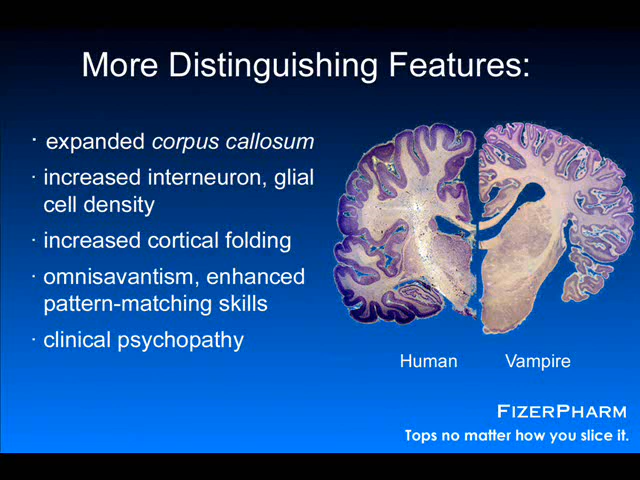 More Distinguishing Features:
· expanded corpus callosum
· increased interneuron, glial
cell density
· increased cortical folding
· omnisavantism, enhanced
pattern-matching skills
· clinical psychopathy
Human
Vampire
FIZERPHARM
Tops no matter how you slice it.